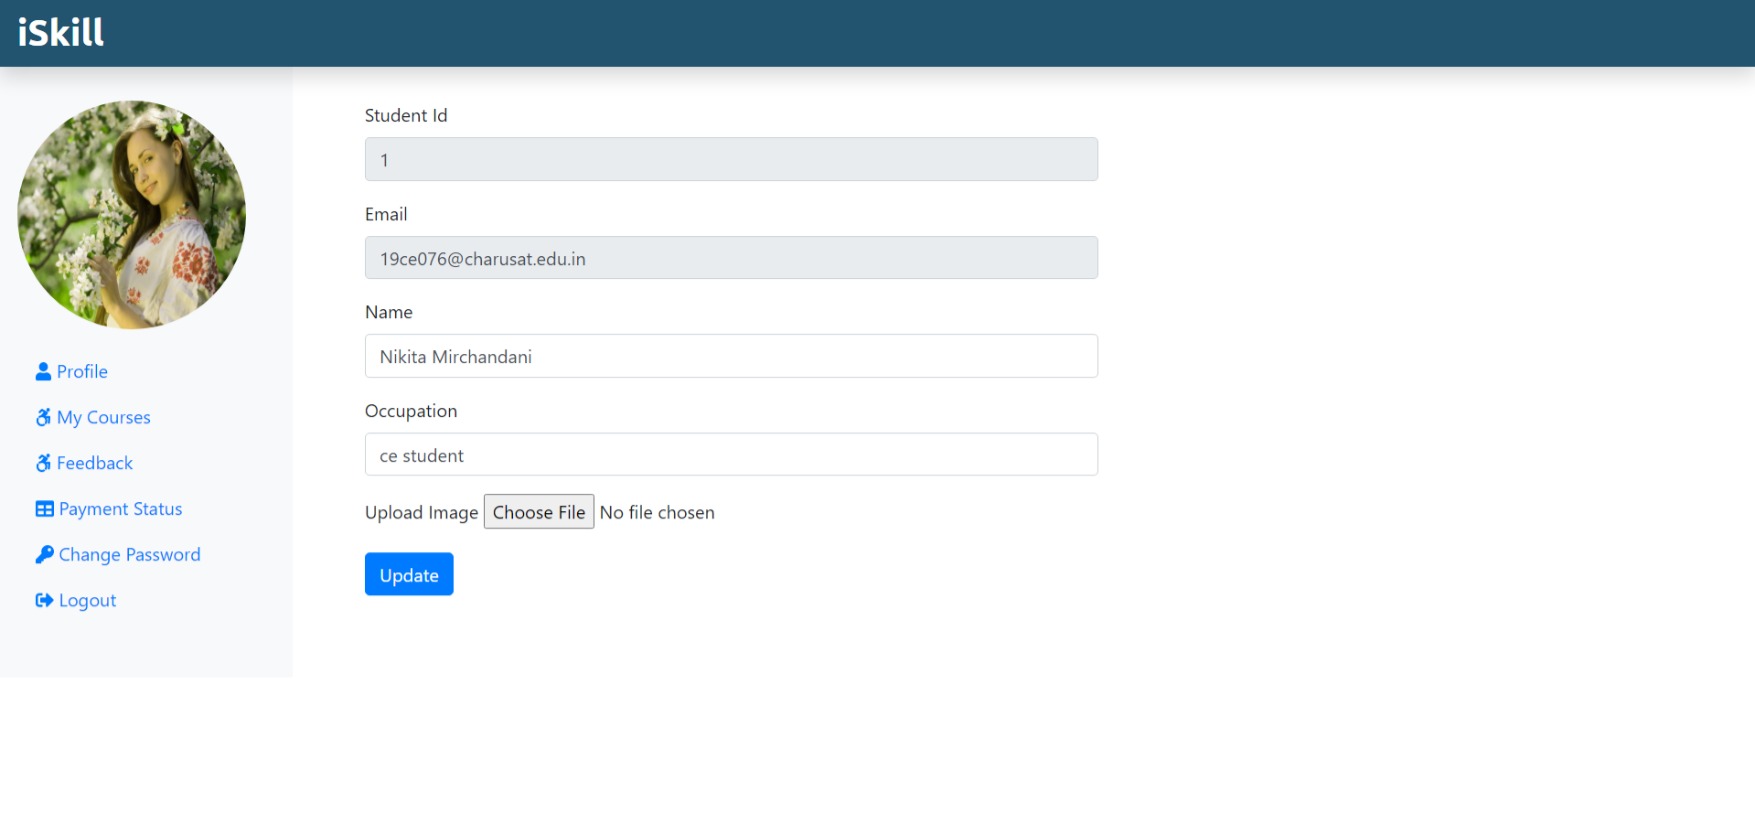 iSkill
Profile
My Courses
Feedback
Payment Status
Change Password
Logout
Student Id
1
Email
19ce076@charusat.edu.in
Name
Nikita Mirchandani
Occupation
ce student
Upload Image Choose File No file chosen
Update